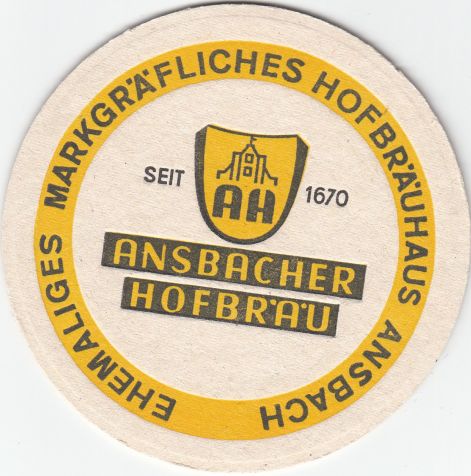 EHEMALIGES MARKGRÄFLICHES HOFBRÄUHAUS ANSBACH
SEIT 1670
AH
ANSBACHER
HOFBRÄU